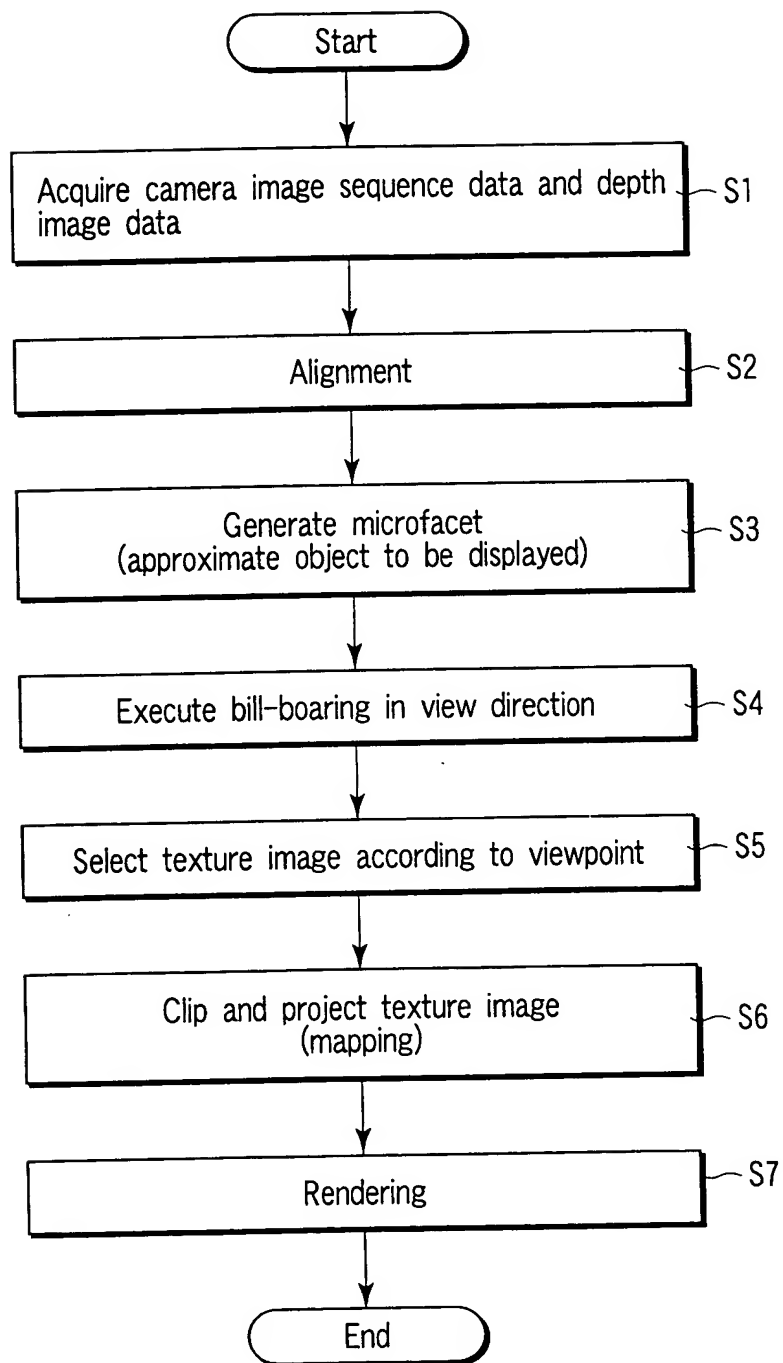 Start
Acquire camera image sequence data and depth
image data
S1
Alignment
S2
Generate microfacet
(approximate object to be displayed)
S3
Execute bill-boaring in view direction
S4
Select texture image according to viewpoint
S5
Clip and project texture image
(mapping)
S6
Rendering
S7
End